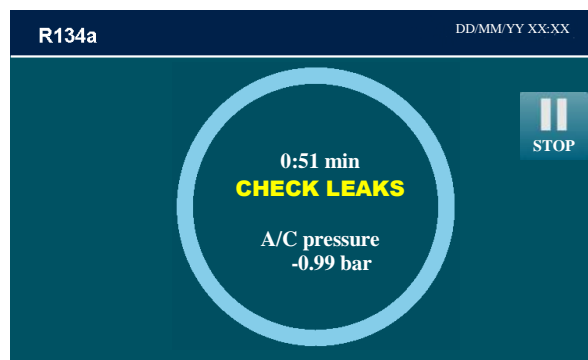 R134a
DD/MM/YY XX:XX
STOP
0:51 min
CHECK LEAKS
A/C pressure
-0.99 bar